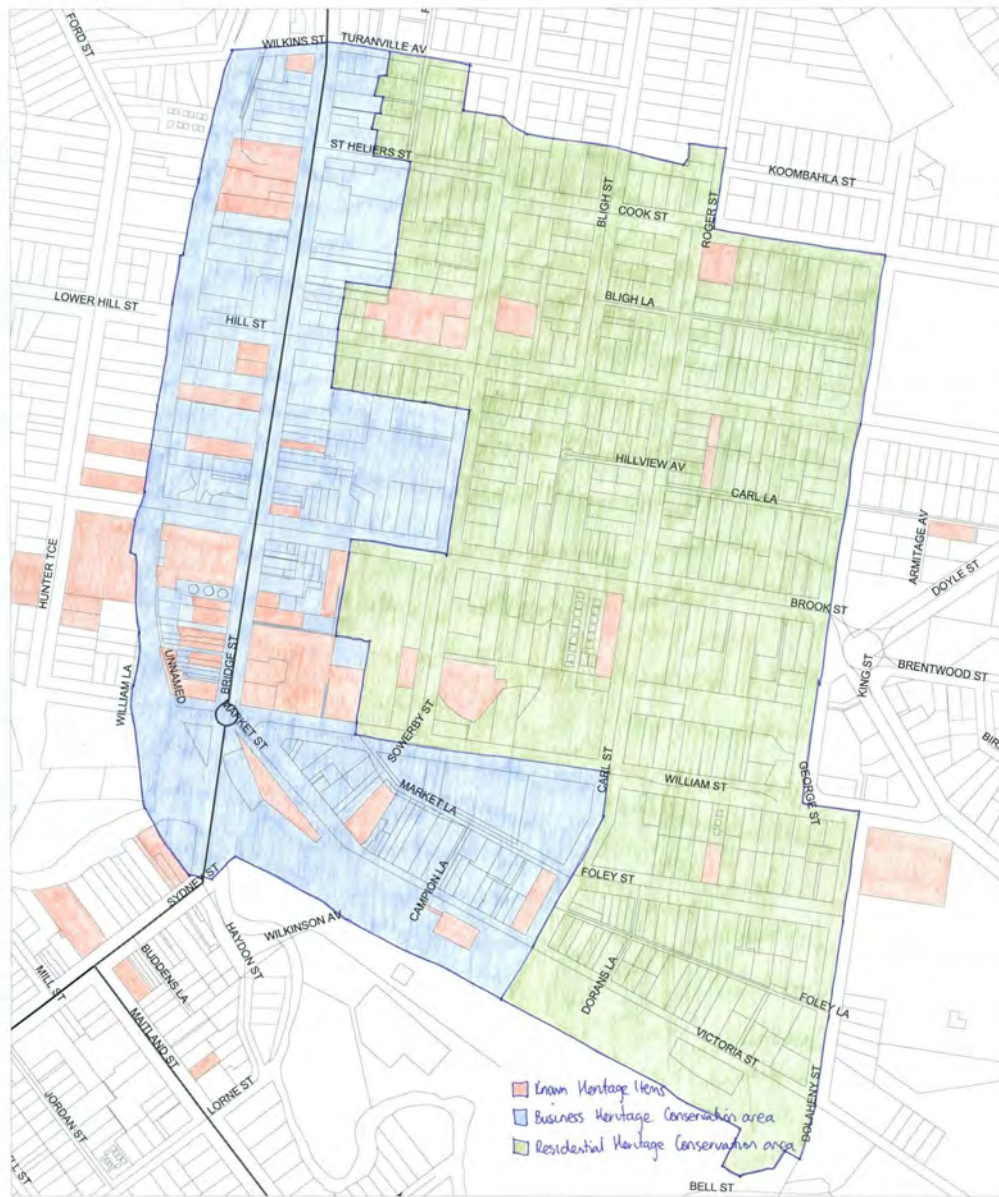 FORD ST
WILKINS ST
TURANVILLE AV
ST HELIERS ST
KOOMBAHLA ST
BLIGH ST
COOK ST
ROGER ST
LOWER HILL ST
HILL ST
BLIGH LA
HILLVIEW AV
CARL LA
ARMITAGE AV
DOYLE ST
HUNTER TCE
BROOK ST
BRENTWOOD ST
KING ST
UNNAMED
BRIDGE ST
WILLIAM LA
MARKET ST
SOWERBY ST
CARL ST
WILLIAM ST
GEORGE ST
MARKET LA
FOLEY ST
CAMPION LA
SYDNEY ST
WILKINSON AV
HAYDON ST
BUDDENS LA
MILL ST
DORANS LA
FOLEY LA
MAITLAND ST
VICTORIA ST
LORNE ST
JORDAN ST
DOLAHENY ST
Known Heritage Items
Business Heritage Conservation area
Residential Heritage Conservation area
BELL ST